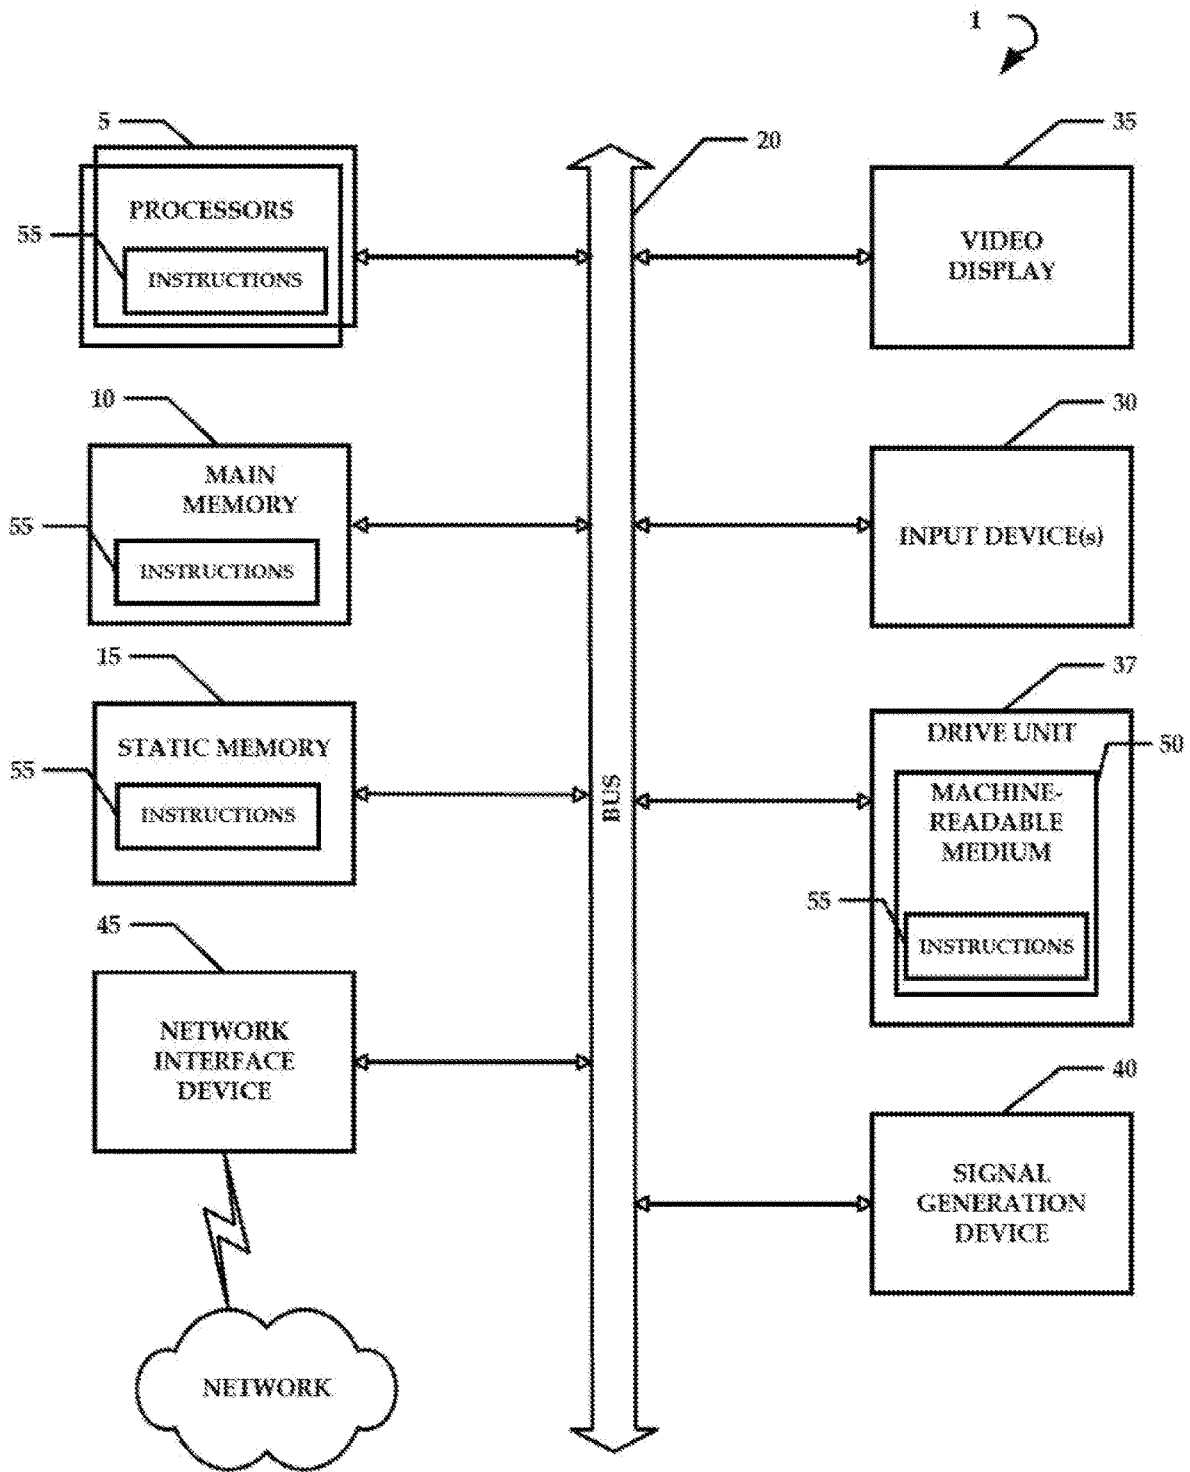 1
5
PROCESSORS
55
INSTRUCTIONS
10
MAIN
MEMORY
55
INSTRUCTIONS
15
STATIC MEMORY
55
INSTRUCTIONS
45
NETWORK
INTERFACE
DEVICE
NETWORK
20
BUS
35
VIDEO
DISPLAY
30
INPUT DEVICE(s)
37
DRIVE UNIT
50
MACHINE-
READABLE
MEDIUM
55
INSTRUCTIONS
40
SIGNAL
GENERATION
DEVICE